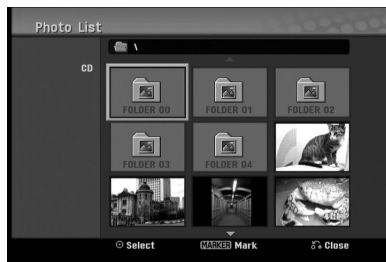 Photo List
\
CD
FOLDER 00 FOLDER 01 FOLDER 02
FOLDER 03 FOLDER 04
Select MARKER Mark Close